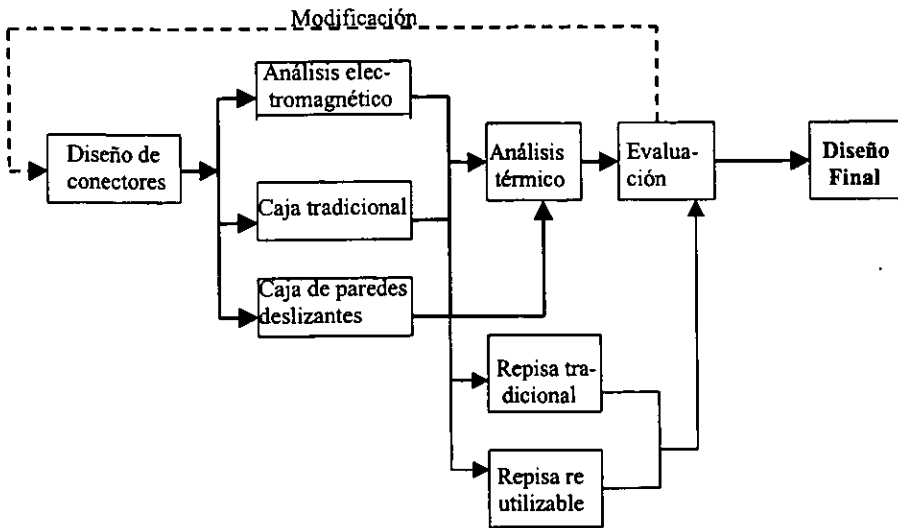 Modificación
Análisis elec-
tromagnético
Diseño de
conectores
Caja tradicional
Caja de paredes
deslizantes
Análisis
térmico
Evalua-
ción
Diseño
Final
Repisa tra-
dicional
Repisa re
utilizable